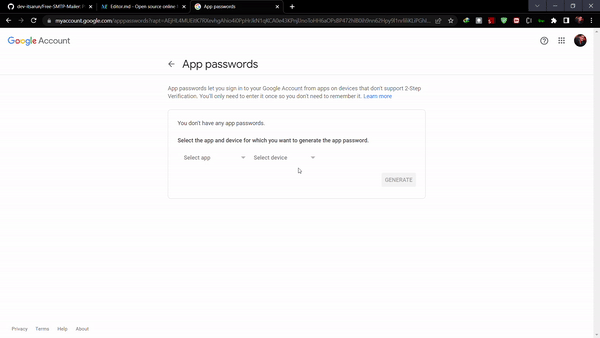 dev-itsarun/Free-SMTP-Mailer:
Editor.md - Open source online
App passwords
myaccount.google.com/apppasswords?rapt=
Google Account
App passwords
App passwords let you sign in to your Google Account from apps on devices that don't support 2-Step
Verification. You'll only need to enter it once so you don't need to remember it. Learn more
You don't have any app passwords.
Select the app and device for which you want to generate the app password.
Select app
Select device
GENERATE
Privacy Terms Help About